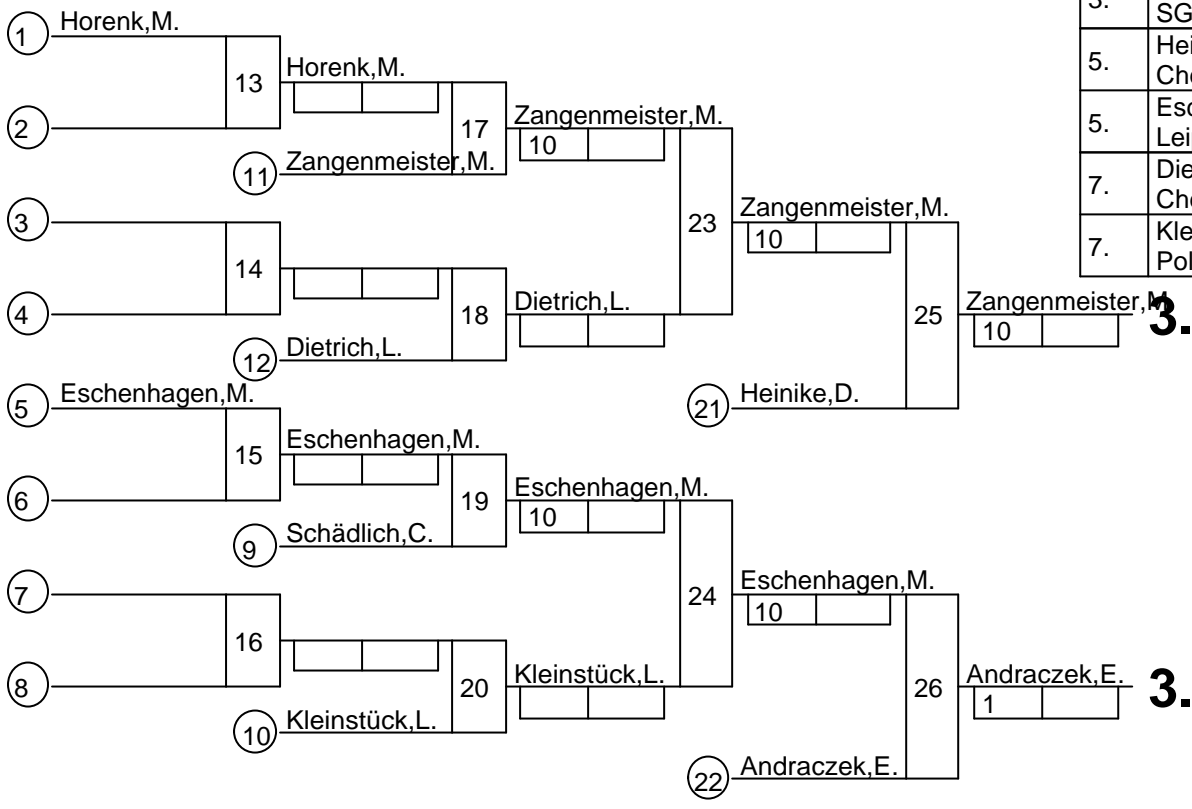 1 Horenk,M.
13
Horenk,M.
2
17
Zangenmeister,M.
10
11 Zangenmeister,M.
3
23
Zangenmeister,M.
10
14
4
18
Dietrich,L.
12 Dietrich,L.
25
Zangenmeister,M. 3.
10
5 Eschenhagen,M.
21 Heinike,D.
15
Eschenhagen,M.
6
19
Eschenhagen,M.
10
9 Schädlich,C.
7
24
Eschenhagen,M.
10
16
8
20
Kleinstück,L.
10 Kleinstück,L.
26
Andraczek,E. 3.
1
22 Andraczek,E.
SG
5.
5.
7.
7.